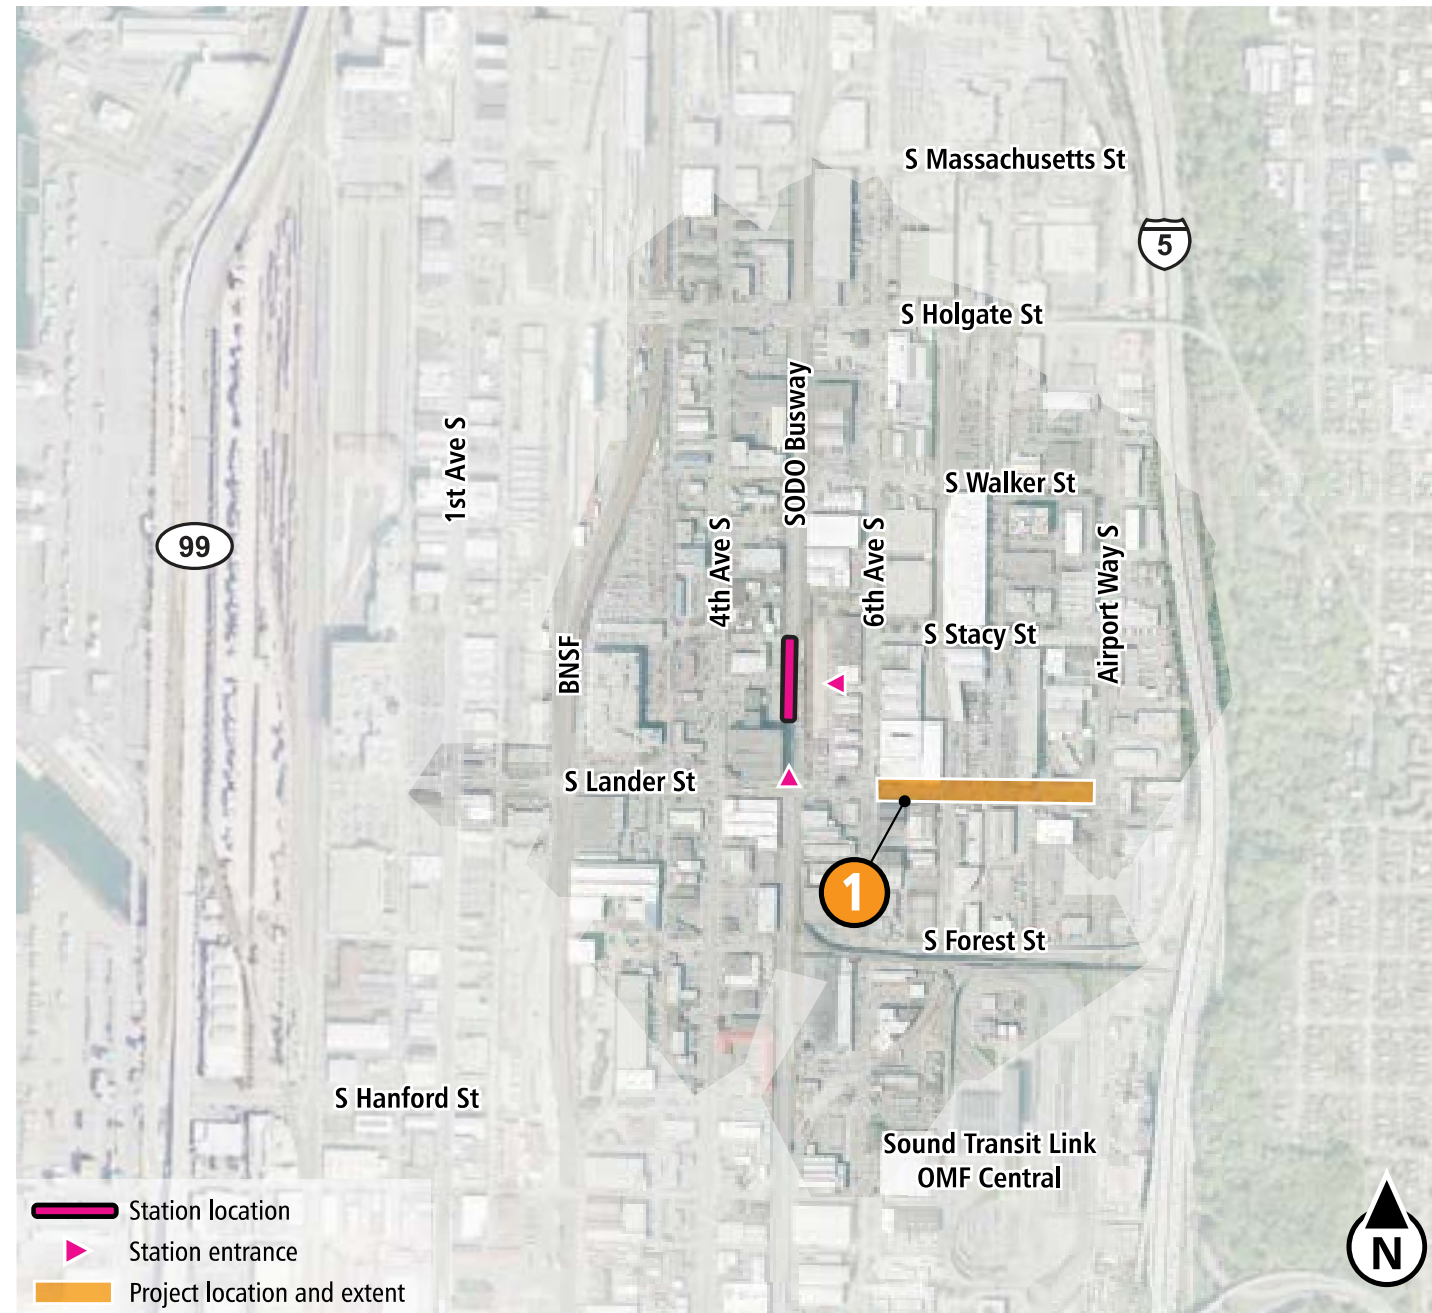 S Massachusetts St
5
S Holgate St
SODO Busway
1st Ave S
S Walker St
99
4th Ave S
6th Ave S
Airport Way S
S Stacy St
BNSF
S Lander St
1
S Forest St
S Hanford St
Sound Transit Link
OMF Central
Station location
Station entrance
Project location and extent
N